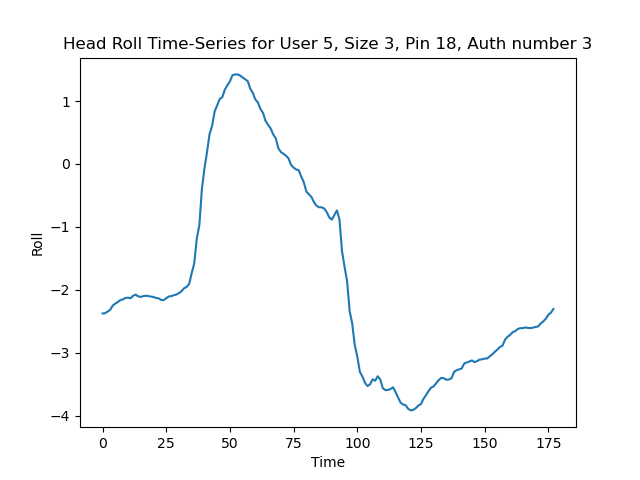 Head Roll Time-Series for User 5, Size 3, Pin 18, Auth number 3
1
0
−1
−2
−3
−4
Roll
0 25 50 75 100 125 150 175
Time